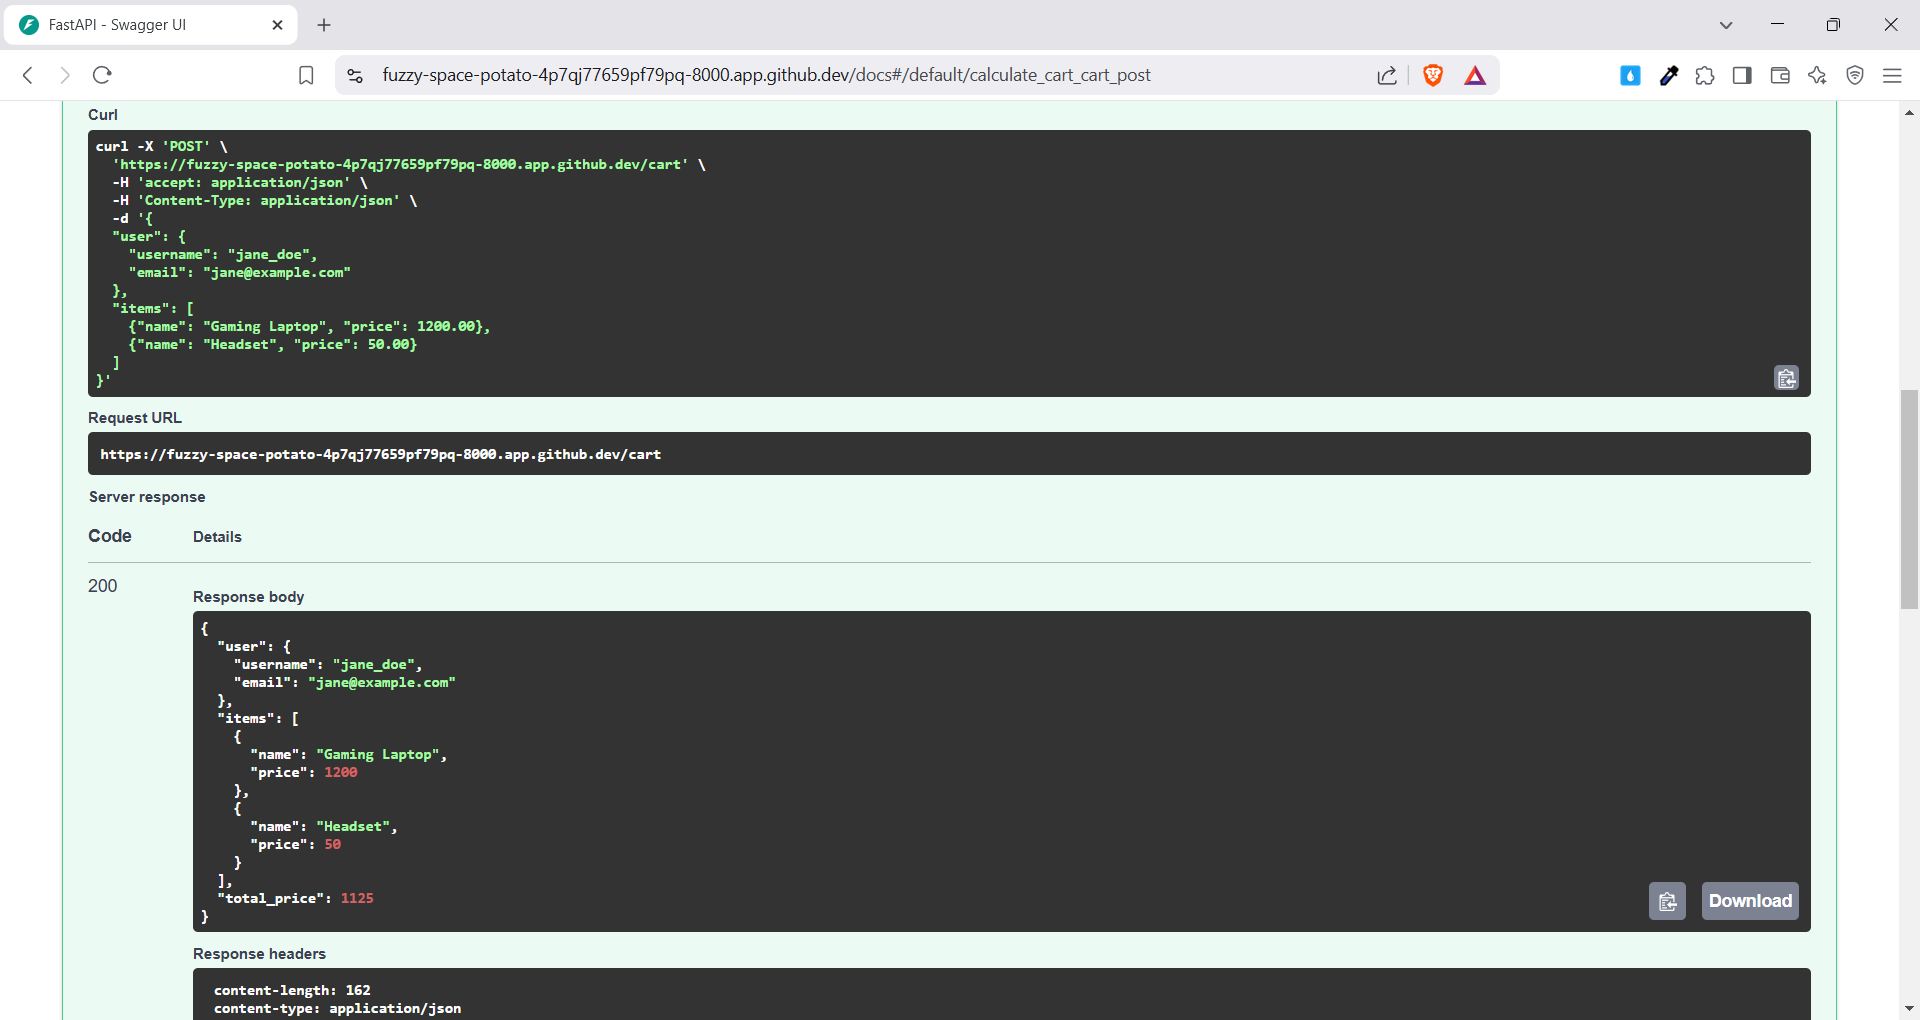 FastAPI - Swagger UI
fuzzy-space-potato-4p7qj77659pf79pq-8000.app.github.dev/docs#/default/calculate_cart_cart_post
Curl
curl -X 'POST' \
  'https://fuzzy-space-potato-4p7qj77659pf79pq-8000.app.github.dev/cart' \
  -H 'accept: application/json' \
  -H 'Content-Type: application/json' \
  -d '{
  "user": {
    "username": "jane_doe",
    "email": "jane@example.com"
  },
  "items": [
    {"name": "Gaming Laptop", "price": 1200.00},
    {"name": "Headset", "price": 50.00}
  ]
}'
Request URL
https://fuzzy-space-potato-4p7qj77659pf79pq-8000.app.github.dev/cart
Server response
Code Details
200
Response body
{
  "user": {
    "username": "jane_doe",
    "email": "jane@example.com"
  },
  "items": [
    {
      "name": "Gaming Laptop",
      "price": 1200
    },
    {
      "name": "Headset",
      "price": 50
    }
  ],
  "total_price": 1125
}
Download
Response headers
content-length: 162
content-type: application/json